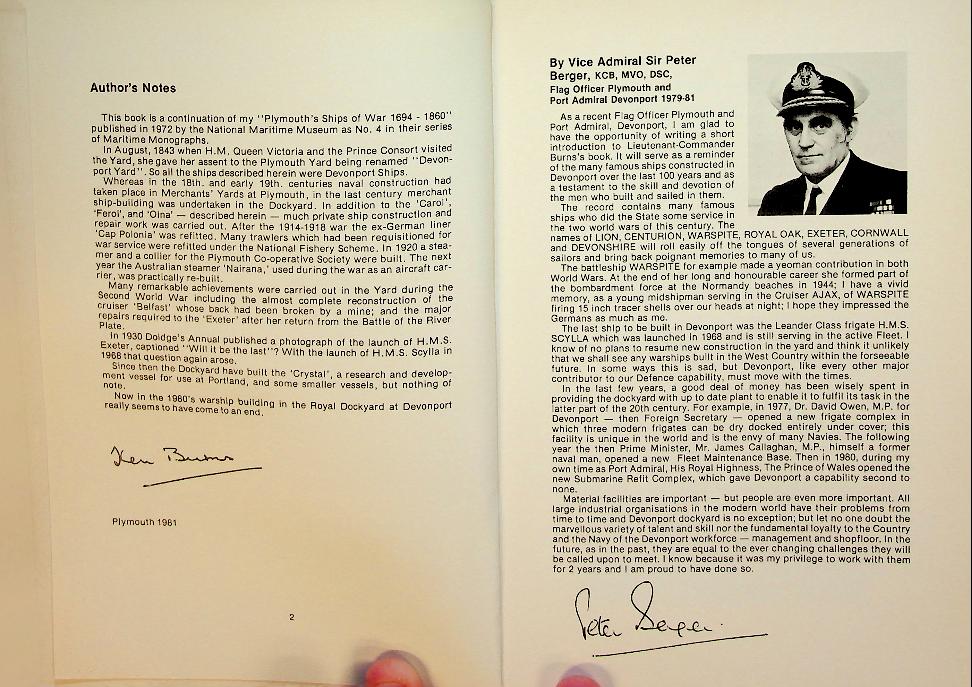 Author's Notes
This book is a continuation of my "Plymouth's Ships of War 1694 - 1860"
published in 1972 by the National Maritime Museum as No. 4 in their series
of Maritime Monographs.
In August, 1843 when H.M. Queen Victoria and the Prince Consort visited
the Yard, she gave her assent to the Plymouth Yard being renamed "Devon-
port Yard". So all the ships described herein were Devonport Ships.
Whereas in the 18th. and early 19th. centuries naval construction had
taken place in Merchants' Yards at Plymouth, in the last century merchant
ship-building was undertaken in the Dockyard. In addition to the 'Carol',
'Ferol', and 'Olna' — described herein — much private ship construction and
repair work was carried out. After the 1914-1918 war the ex-German liner
'Cap Polonia' was refitted. Many trawlers which had been requisitioned for
war service were refitted under the National Fishery Scheme. In 1920 a stea-
mer and a collier for the Plymouth Co-operative Society were built. The next
year the Australian steamer 'Nairana,' used during the war as an aircraft car-
rier, was practically re-built.
Many remarkable achievements were carried out in the Yard during the
Second World War including the almost complete reconstruction of the
cruiser 'Belfast' whose back had been broken by a mine; and the major
repairs required to the 'Exeter' after her return from the Battle of the River
Plate.
In 1930 Doidge's Annual published a photograph of the launch of H.M.S.
Exeter, captioned "Will it be the last"? With the launch of H.M.S. Scylla in
1968 that question again arose.
Since then the Dockyard have built the 'Crystal', a research and develop-
ment vessel for use at Portland, and some smaller vessels, but nothing of
note.
Now in the 1980's warship building in the Royal Dockyard at Devonport
really seems to have come to an end.
Ken Burns
Plymouth 1981
2
By Vice Admiral Sir Peter
Berger, KCB, MVO, DSC,
Flag Officer Plymouth and
Port Admiral Devonport 1979-81
As a recent Flag Officer Plymouth and
Port Admiral, Devonport, I am glad to
have the opportunity of writing a short
introduction to Lieutenant-Commander
Burns's book. It will serve as a reminder
of the many famous ships constructed in
Devonport over the last 100 years and as
a testament to the skill and devotion of
the men who built and sailed in them.
The record contains many famous
ships who did the State some service in
the two world wars of this century. The
names of LION, CENTURION, WARSPITE, ROYAL OAK, EXETER, CORNWALL
and DEVONSHIRE will roll easily off the tongues of several generations of
sailors and bring back poignant memories to many of us.
The battleship WARSPITE for example made a yeoman contribution in both
World Wars. At the end of her long and honourable career she formed part of
the bombardment force at the Normandy beaches in 1944; I have a vivid
memory, as a young midshipman serving in the Cruiser AJAX, of WARSPITE
firing 15 inch tracer shells over our heads at night; I hope they impressed the
Germans as much as me.
The last ship to be built in Devonport was the Leander Class frigate H.M.S.
SCYLLA which was launched in 1968 and is still serving in the active Fleet. I
know of no plans to resume new construction in the yard and think it unlikely
that we shall see any warships built in the West Country within the forseeable
future. In some ways this is sad, but Devonport, like every other major
contributor to our Defence capability, must move with the times.
In the last few years, a good deal of money has been wisely spent in
providing the dockyard with up to date plant to enable it to fulfil its task in the
latter part of the 20th century. For example, in 1977, Dr. David Owen, M.P. for
Devonport — then Foreign Secretary — opened a new frigate complex in
which three modern frigates can be dry docked entirely under cover; this
facility is unique in the world and is the envy of many Navies. The following
year the then Prime Minister, Mr. James Callaghan, M.P., himself a former
naval man, opened a new Fleet Maintenance Base. Then in 1980, during my
own time as Port Admiral, His Royal Highness, The Prince of Wales opened the
new Submarine Refit Complex, which gave Devonport a capability second to
none.
Material facilities are important — but people are even more important. All
large industrial organisations in the modern world have their problems from
time to time and Devonport dockyard is no exception; but let no one doubt the
marvellous variety of talent and skill nor the fundamental loyalty to the Country
and the Navy of the Devonport workforce — management and shopfloor. In the
future, as in the past, they are equal to the ever changing challenges they will
be called upon to meet. I know because it was my privilege to work with them
for 2 years and I am proud to have done so.
Peter Berger.